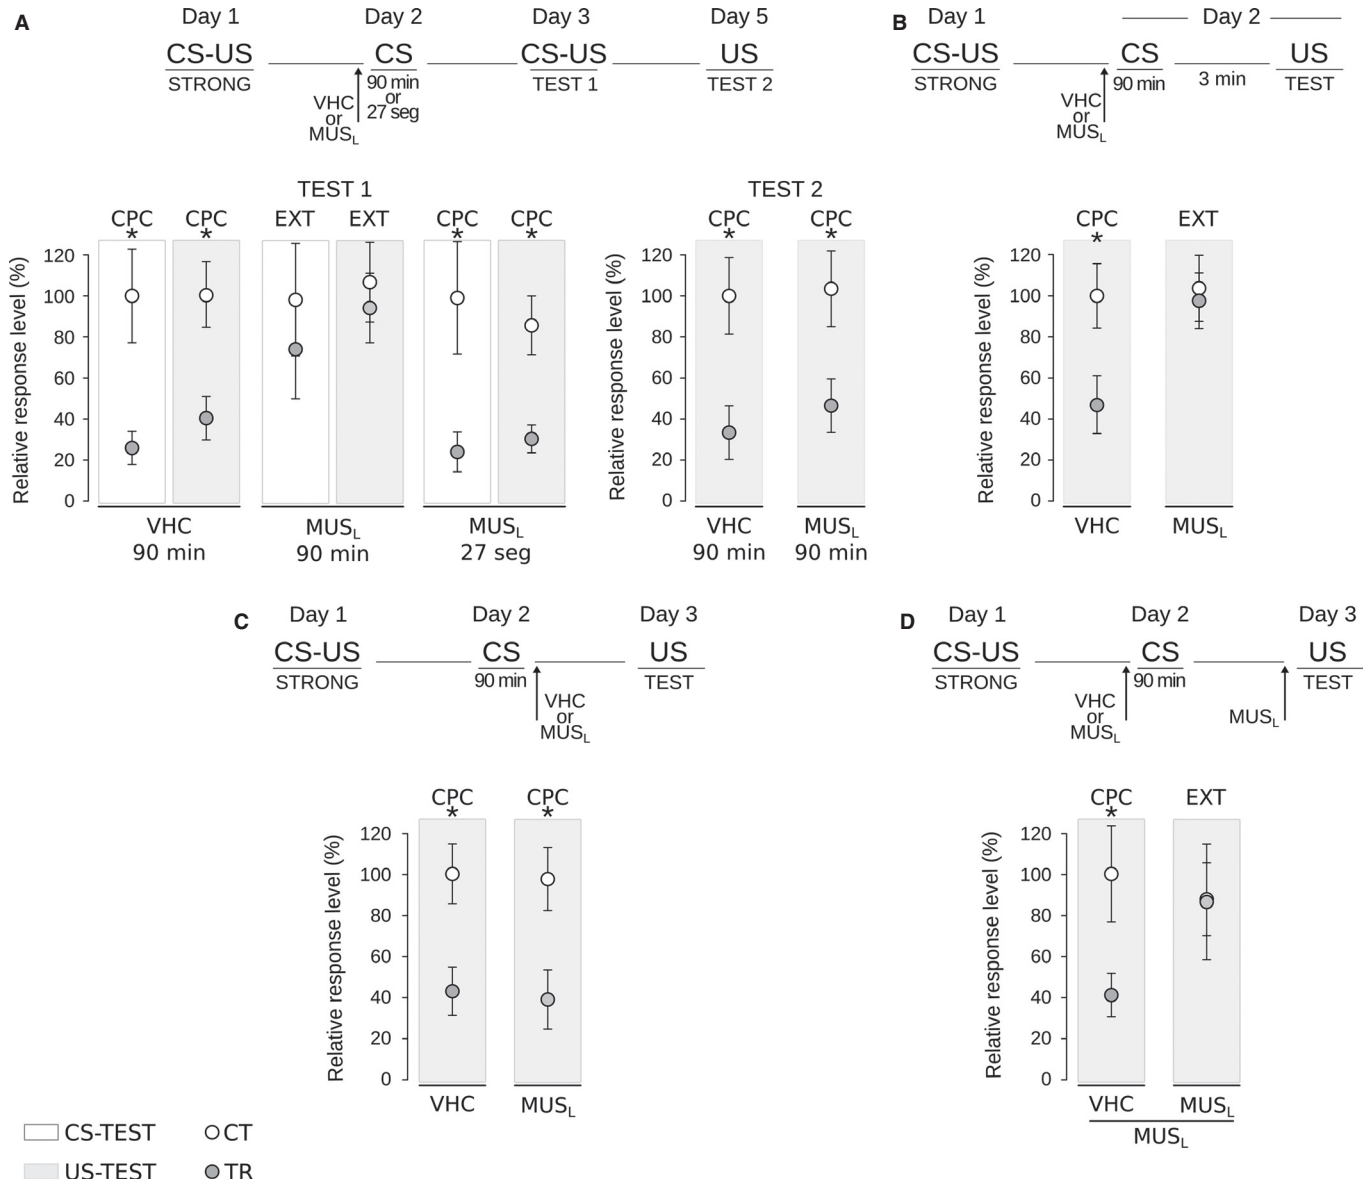 A
Day 1 Day 2 Day 3 Day 5
CS-US CS CS-US US
STRONG 90 min or 27 seg TEST 1 TEST 2
VHC
or
MUSL
TEST 1
CPC CPC EXT EXT CPC CPC
* * * *
Relative response level (%)
120
100
80
60
40
20
0
VHC MUSL MUSL
90 min 90 min 27 seg
TEST 2
CPC CPC
* *
Relative response level (%)
120
100
80
60
40
20
0
VHC MUSL
90 min 90 min
B
Day 1 Day 2
CS-US CS US
STRONG 90 min 3 min TEST
VHC
or
MUSL
CPC EXT
*
Relative response level (%)
120
100
80
60
40
20
0
VHC MUSL
C
Day 1 Day 2 Day 3
CS-US CS US
STRONG 90 min TEST
VHC
or
MUSL
CPC CPC
* *
Relative response level (%)
120
100
80
60
40
20
0
VHC MUSL
D
Day 1 Day 2 Day 3
CS-US CS US
STRONG 90 min TEST
VHC
or
MUSL
MUSL
CPC EXT
*
Relative response level (%)
120
100
80
60
40
20
0
VHC MUSL
MUSL
CS-TEST CT
US-TEST TR